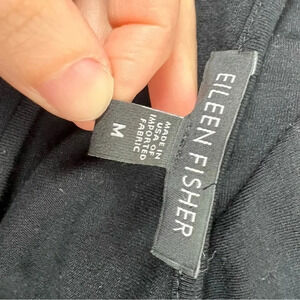 EILEEN FISHER
MADE IN
USA OF
IMPORTED
FABRIC
M